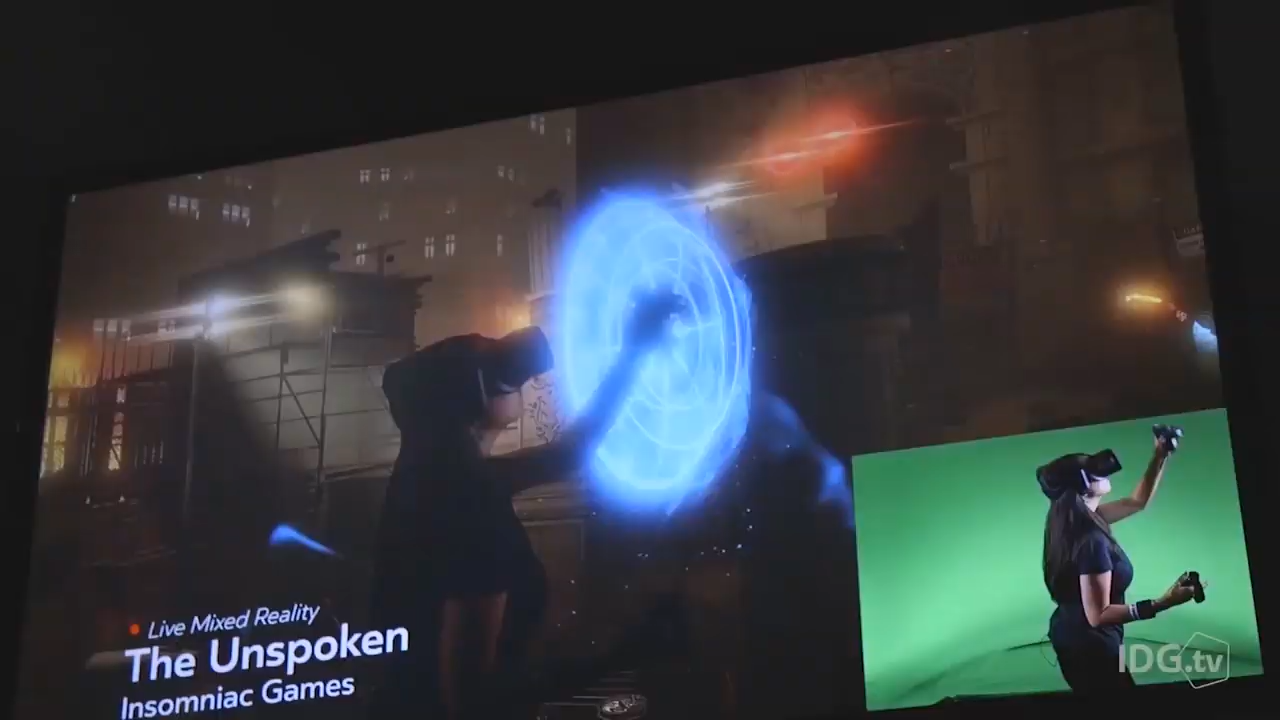 Live Mixed Reality
The Unspoken
Insomniac Games
IDG.tv